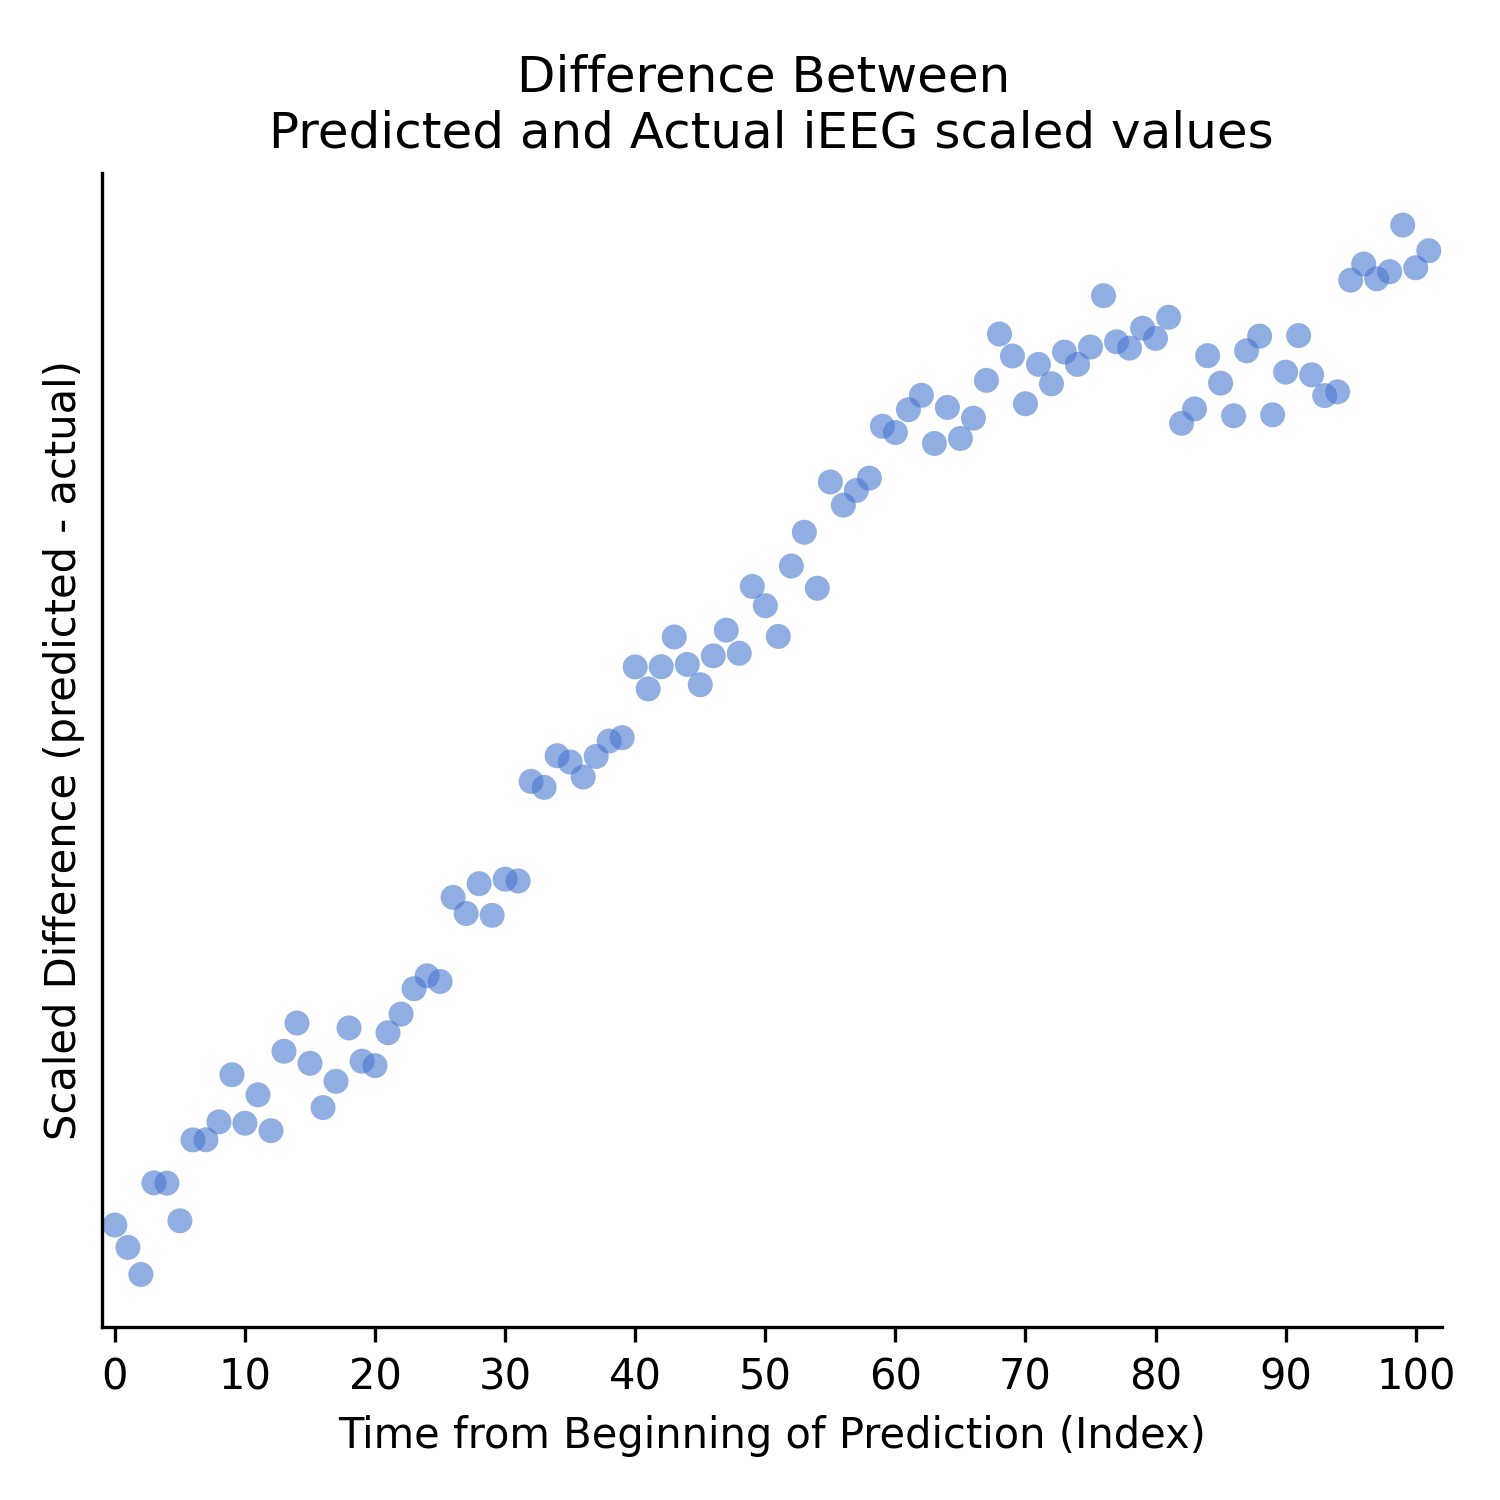 Difference Between
Predicted and Actual iEEG scaled values
Scaled Difference (predicted - actual)
0 10 20 30 40 50 60 70 80 90 100
Time from Beginning of Prediction (Index)